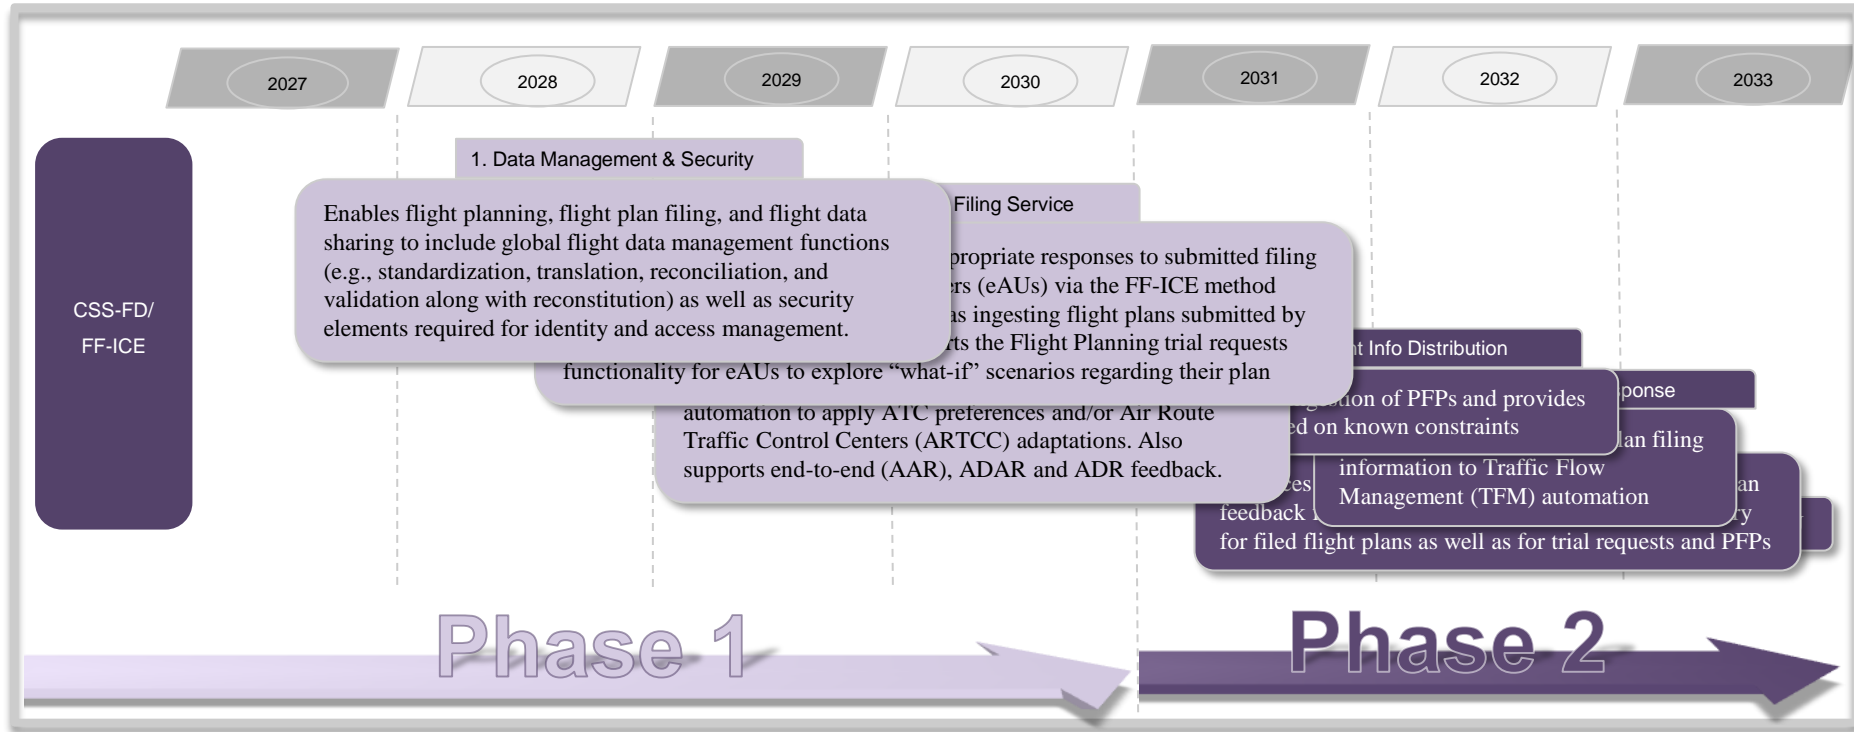 2027
2028
2029
2030
2031
2032
2033
CSS-FD/
FF-ICE
1. Data Management & Security
Enables flight planning, flight plan filing, and flight data
sharing to include global flight data management functions
(e.g., standardization, translation, reconciliation, and
validation along with reconstitution) as well as security
elements required for identity and access management.
Filing Service
responses to submitted filing
(eAUs) via the FF-ICE method
as ingesting flight plans submitted by
the Flight Planning trial requests
functionality for eAUs to explore “what-if” scenarios regarding their plan
automation to apply ATC preferences and/or Air Route
Traffic Control Centers (ARTCC) adaptations. Also
supports end-to-end (AAR), ADAR and ADR feedback.
Info Distribution
of PFPs and provides
on known constraints
filing
information to Traffic Flow
Management (TFM) automation
feedback
for filed flight plans as well as for trial requests and PFPs
Phase 1
Phase 2